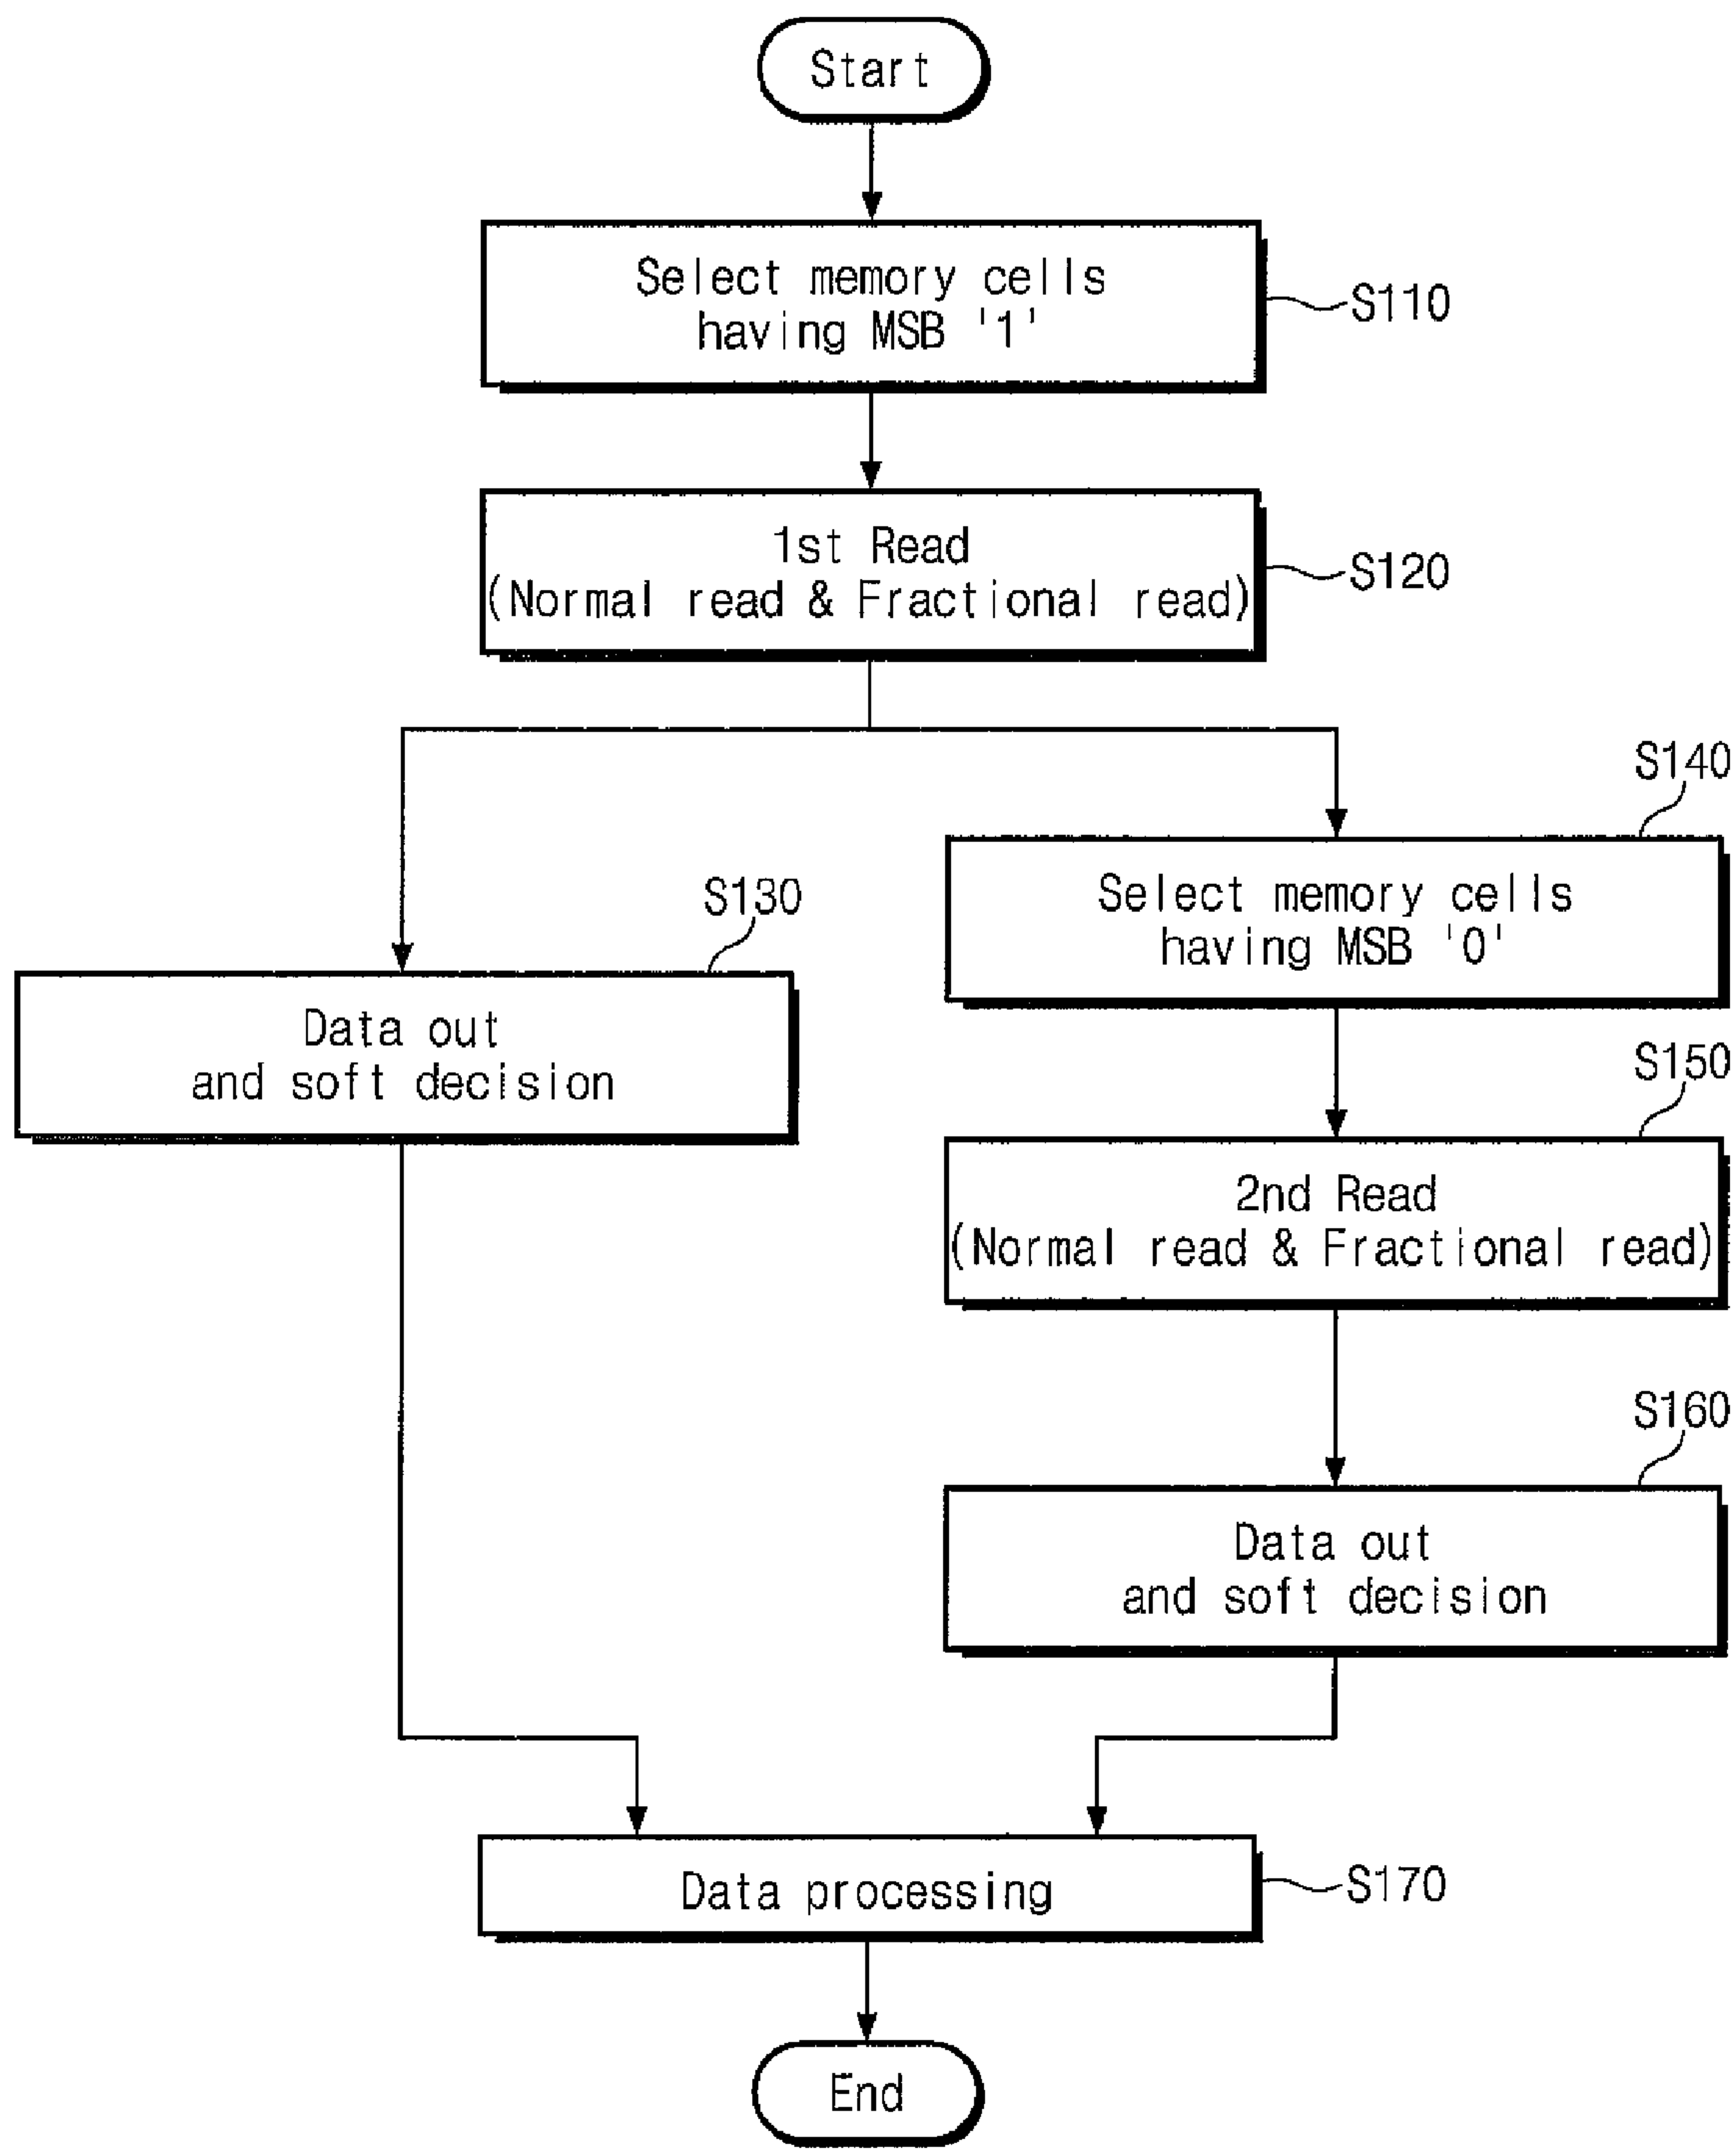 Start
Select memory cells
having MSB '1'
S110
1st Read
(Normal read & Fractional read)
S120
S140
Select memory cells
having MSB '0'
S130
Data out
and soft decision
S150
2nd Read
(Normal read & Fractional read)
S160
Data out
and soft decision
Data processing
S170
End